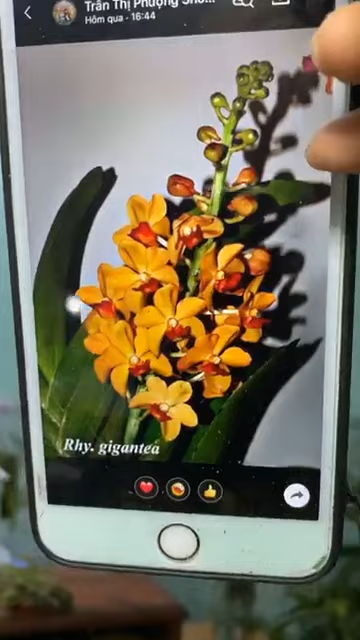 Trần Thị Phượng Sho...
Hôm qua - 16:44
Rhy. gigantea